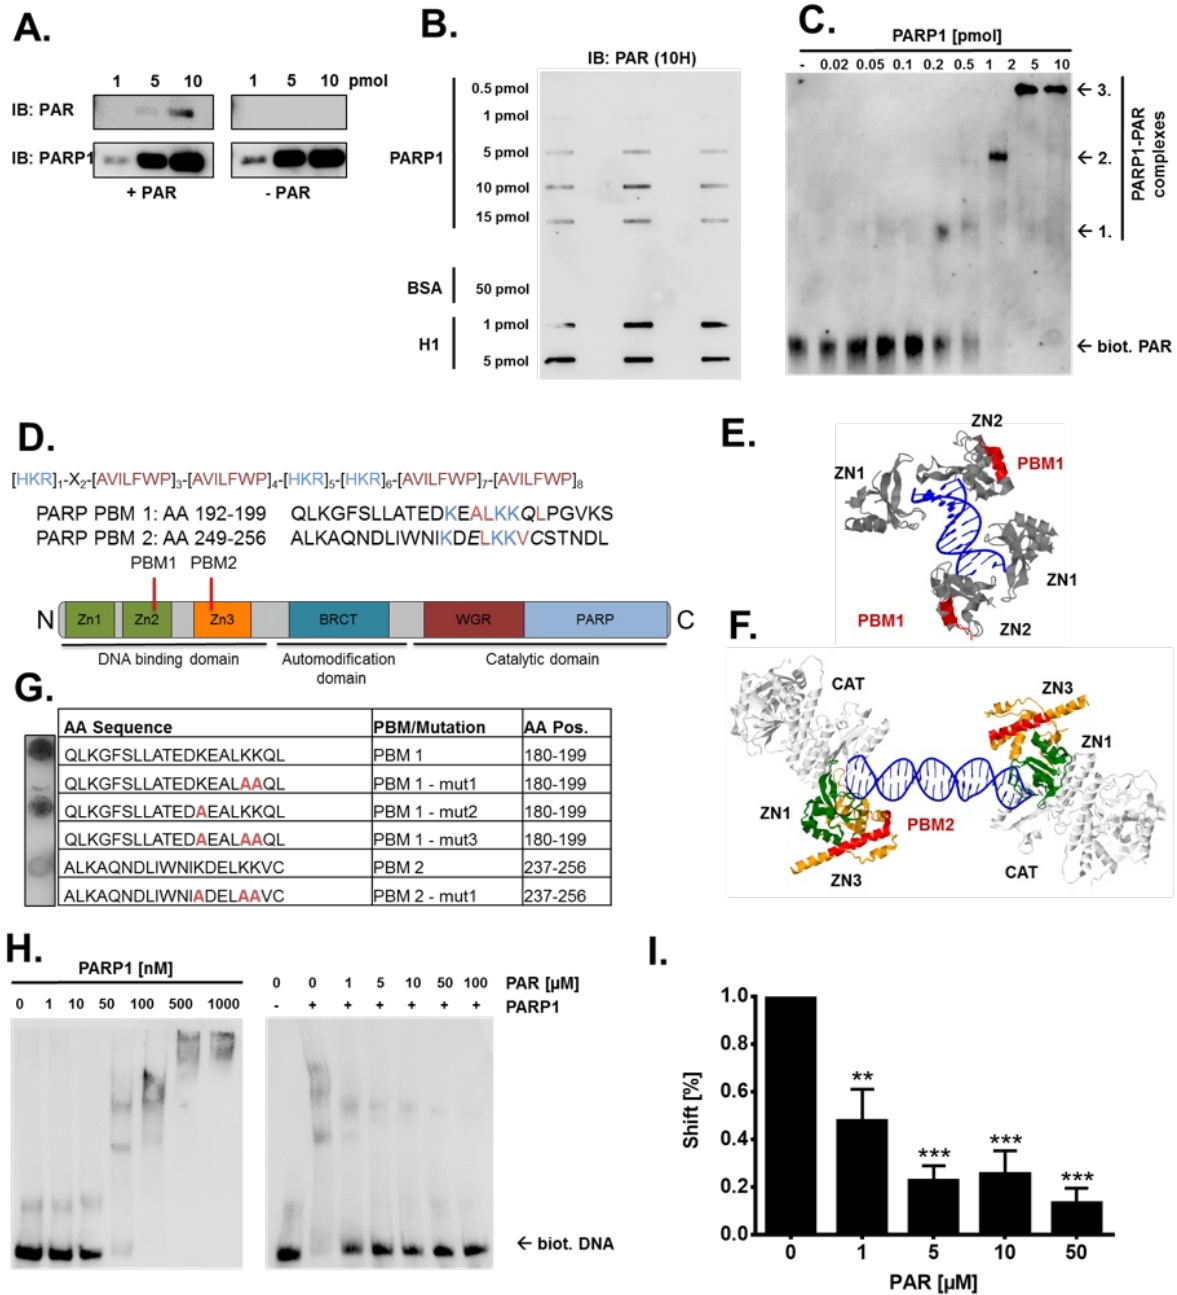 A.
1 5 10 1 5 10 pmol
IB: PAR
IB: PARP1
+ PAR - PAR
B.
IB: PAR (10H)
0.5 pmol
1 pmol
PARP1
5 pmol
10 pmol
15 pmol
BSA
50 pmol
H1
1 pmol
5 pmol
C.
PARP1 [pmol]
- 0.02 0.05 0.1 0.2 0.5 1 2 5 10
← 3.
← 2.
← 1.
PARP1-PAR
complexes
← biot. PAR
D.
[HKR]1-X2-[AVILFWP]3-[AVILFWP]4-[HKR]5-[HKR]6-[AVILFWP]7-[AVILFWP]8
PARP PBM 1: AA 192-199 QLKGFSLLATEDKEALKKQLPGVKS
PARP PBM 2: AA 249-256 ALKAQNDLIWNIKDELKKVCSTNDL
PBM1 PBM2
N Zn1 Zn2 Zn3 BRCT WGR PARP C
DNA binding domain Automodification Catalytic domain
domain
E.
ZN2
ZN1 PBM1
ZN1
PBM1 ZN2
F.
CAT ZN3
ZN1
ZN1 PBM2
ZN3 CAT
G.
AA Sequence PBM/Mutation AA Pos.
QLKGFSLLATEDKEALKKQL PBM 1 180-199
QLKGFSLLATEDKEALAAQL PBM 1 - mut1 180-199
QLKGFSLLATEDAEALKKQL PBM 1 - mut2 180-199
QLKGFSLLATEDAEALAAQL PBM 1 - mut3 180-199
ALKAQNDLIWNIKDELKKVC PBM 2 237-256
ALKAQNDLIWNIADELAAVC PBM 2 - mut1 237-256
H.
PARP1 [nM]
0 1 10 50 100 500 1000
0 0 1 5 10 50 100 PAR [µM]
- + + + + + + PARP1
← biot. DNA
I.
1.0
0.8
0.6
0.4
0.2
0.0
Shift [%]
** *** *** ***
0 1 5 10 50
PAR [µM]